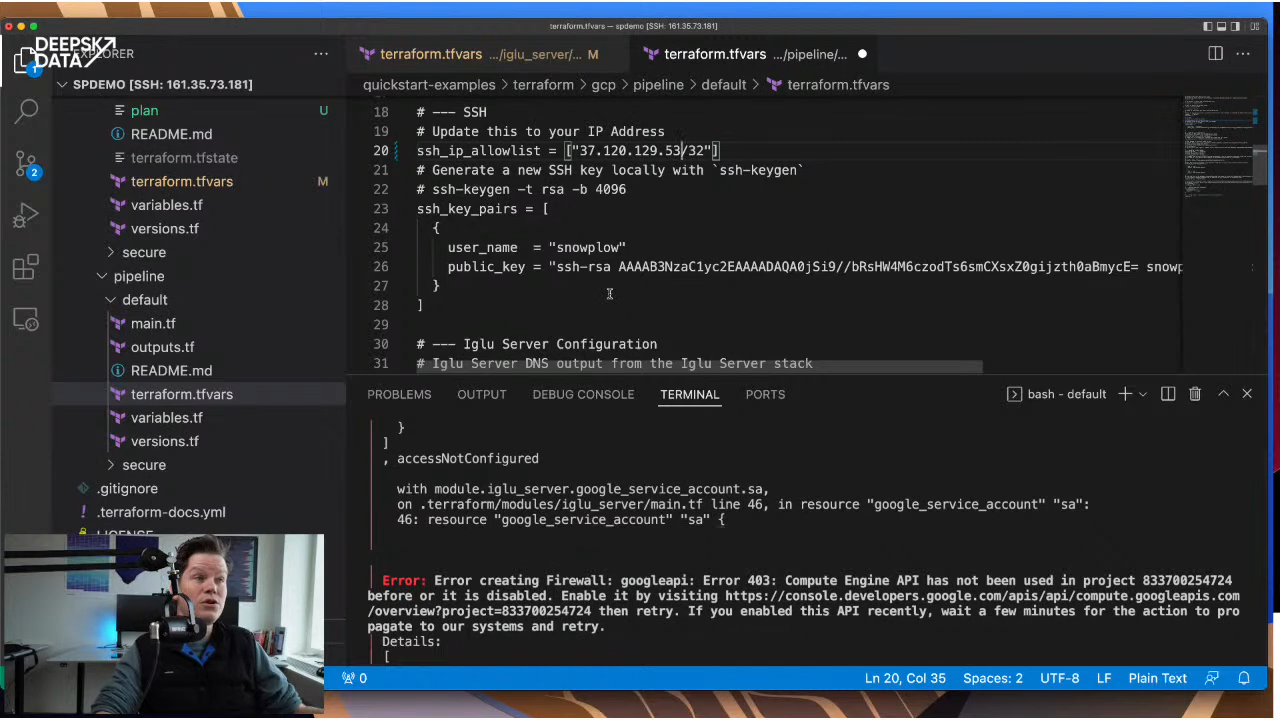 terraform.tfvars — spdemo [SSH: 161.35.73.181]
DEEPSKY
DATA
EXPLORER
SPDEMO [SSH: 161.35.73.181]
plan U
README.md
terraform.tfstate
terraform.tfvars M
variables.tf
versions.tf
secure
pipeline
default
main.tf
outputs.tf
README.md
terraform.tfvars
variables.tf
versions.tf
secure
.gitignore
.terraform-docs.yml
1
2
terraform.tfvars .../iglu_server/... M
terraform.tfvars .../pipeline/...
quickstart-examples > terraform > gcp > pipeline > default > terraform.tfvars
18 # --- SSH
19 # Update this to your IP Address
20 ssh_ip_allowlist = ["37.120.129.53/32"]
21 # Generate a new SSH key locally with `ssh-keygen`
22 # ssh-keygen -t rsa -b 4096
23 ssh_key_pairs = [
24 {
25 user_name = "snowplow"
26 public_key = "ssh-rsa AAAAB3NzaC1yc2EAAAADAQA0jSi9//bRsHW4M6czodTs6smCXsxZ0gijzth0aBmycE= snowp
27 }
28 ]
29
30 # --- Iglu Server Configuration
31 # Iglu Server DNS output from the Iglu Server stack
PROBLEMS OUTPUT DEBUG CONSOLE TERMINAL PORTS bash - default
}
]
, accessNotConfigured
with module.iglu_server.google_service_account.sa,
on .terraform/modules/iglu_server/main.tf line 46, in resource "google_service_account" "sa":
46: resource "google_service_account" "sa" {
Error: Error creating Firewall: googleapi: Error 403: Compute Engine API has not been used in project 833700254724
before or it is disabled. Enable it by visiting https://console.developers.google.com/apis/api/compute.googleapis.com
/overview?project=833700254724 then retry. If you enabled this API recently, wait a few minutes for the action to pro
pagate to our systems and retry.
Details:
[
0
Ln 20, Col 35 Spaces: 2 UTF-8 LF Plain Text